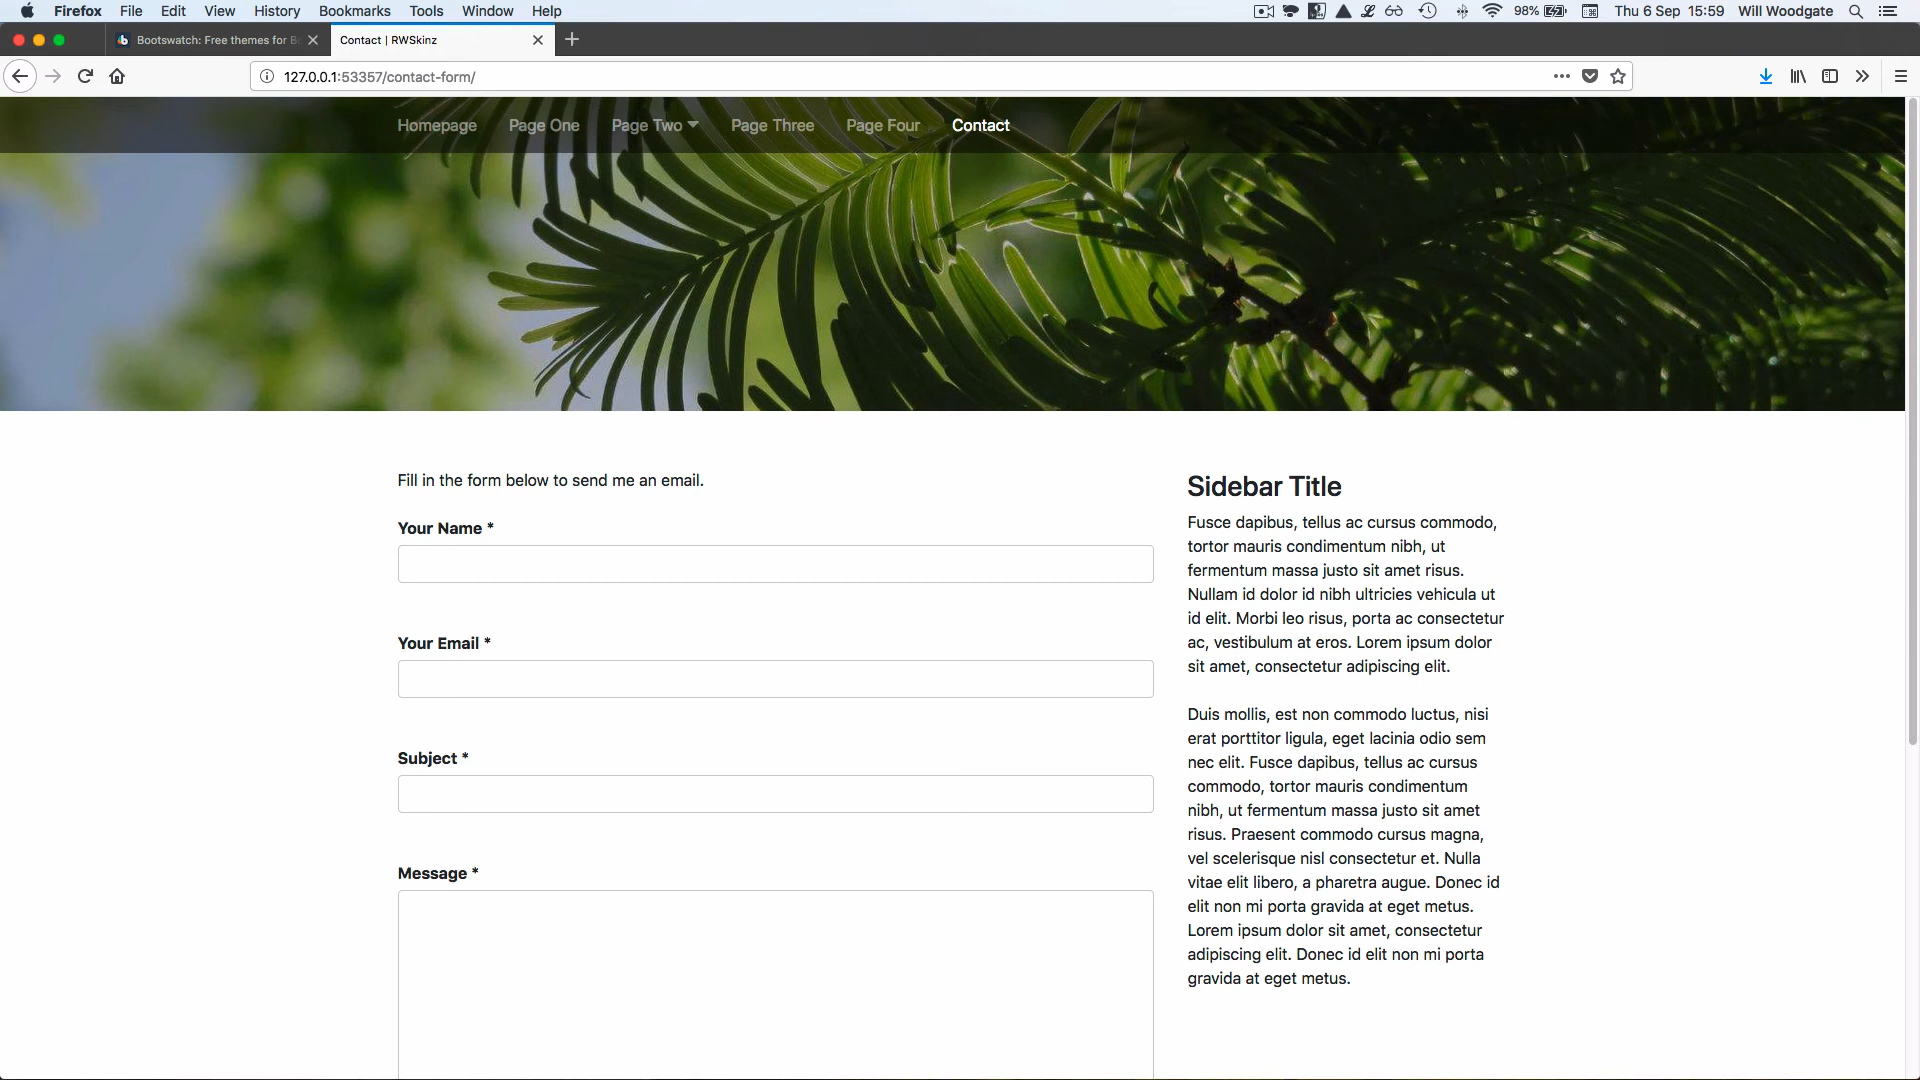 Firefox File Edit View History Bookmarks Tools Window Help 98% Thu 6 Sep 15:59 Will Woodgate
Bootswatch: Free themes for B Contact | RWSkinz
127.0.0.1:53357/contact-form/
Homepage Page One Page Two Page Three Page Four Contact
Fill in the form below to send me an email.
Your Name *
Your Email *
Subject *
Message *
Sidebar Title
Fusce dapibus, tellus ac cursus commodo,
tortor mauris condimentum nibh, ut
fermentum massa justo sit amet risus.
Nullam id dolor id nibh ultricies vehicula ut
id elit. Morbi leo risus, porta ac consectetur
ac, vestibulum at eros. Lorem ipsum dolor
sit amet, consectetur adipiscing elit.
Duis mollis, est non commodo luctus, nisi
erat porttitor ligula, eget lacinia odio sem
nec elit. Fusce dapibus, tellus ac cursus
commodo, tortor mauris condimentum
nibh, ut fermentum massa justo sit amet
risus. Praesent commodo cursus magna,
vel scelerisque nisl consectetur et. Nulla
vitae elit libero, a pharetra augue. Donec id
elit non mi porta gravida at eget metus.
Lorem ipsum dolor sit amet, consectetur
adipiscing elit. Donec id elit non mi porta
gravida at eget metus.